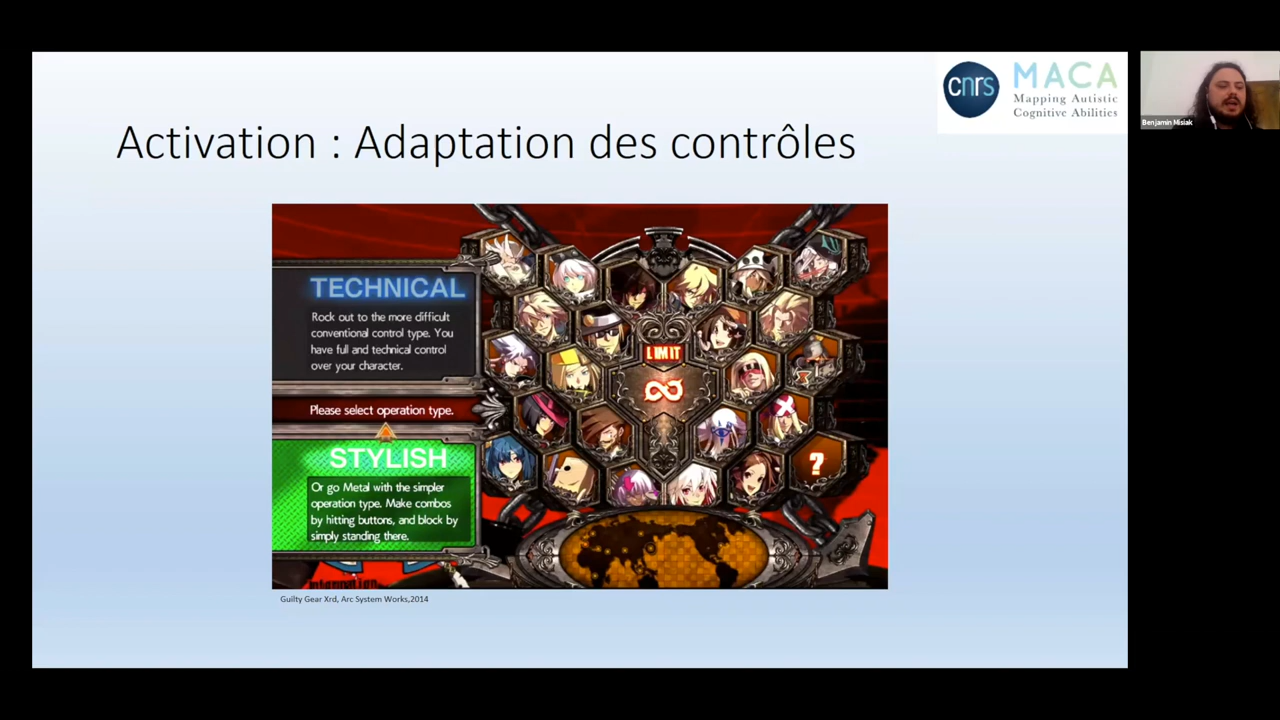 cnrs
MACA
Mapping Autistic
Cognitive Abilities
Benjamin Misiak
Activation : Adaptation des contrôles
TECHNICAL
Rock out to the more difficult
conventional control type. You
have full and technical control
over your character.
Please select operation type.
STYLISH
Or go Metal with the simpler
operation type. Make combos
by hitting buttons, and block by
simply standing there.
LIMIT
?
Guilty Gear Xrd, Arc System Works,2014